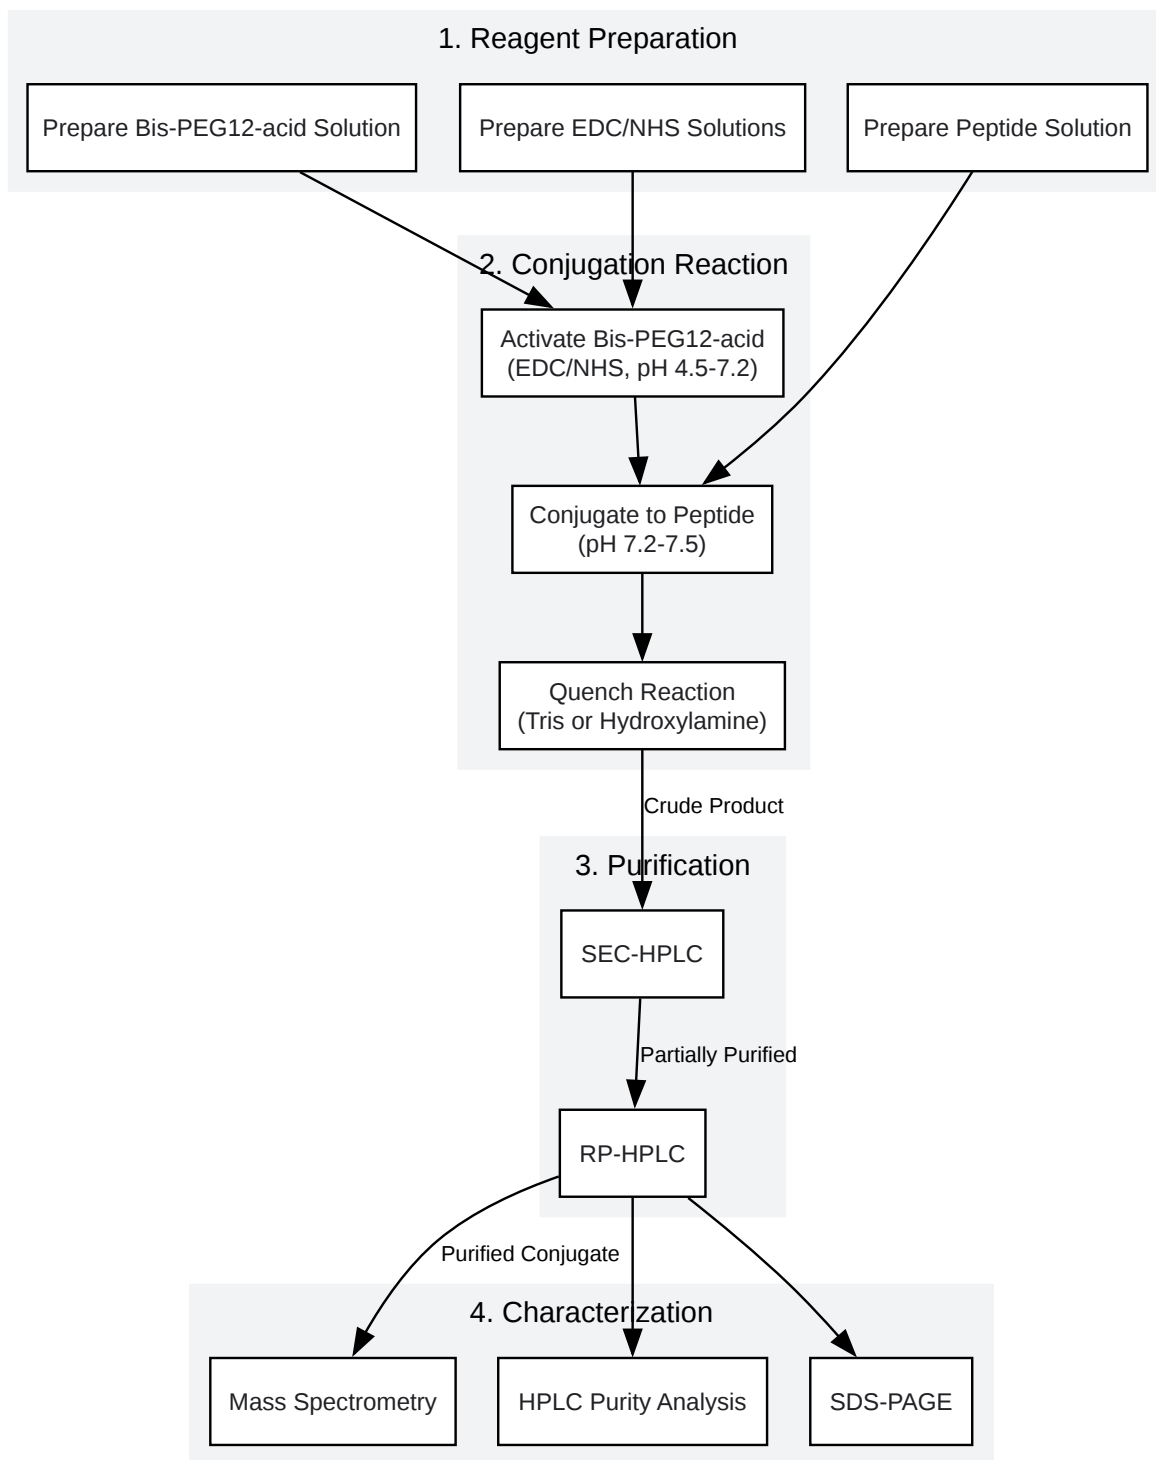 1. Reagent Preparation
Prepare Bis-PEG12-acid Solution
Prepare EDC/NHS Solutions
Prepare Peptide Solution
2. Conjugation Reaction
Activate Bis-PEG12-acid
(EDC/NHS, pH 4.5-7.2)
Conjugate to Peptide
(pH 7.2-7.5)
Quench Reaction
(Tris or Hydroxylamine)
Crude Product
3. Purification
SEC-HPLC
Partially Purified
RP-HPLC
Purified Conjugate
4. Characterization
Mass Spectrometry
HPLC Purity Analysis
SDS-PAGE